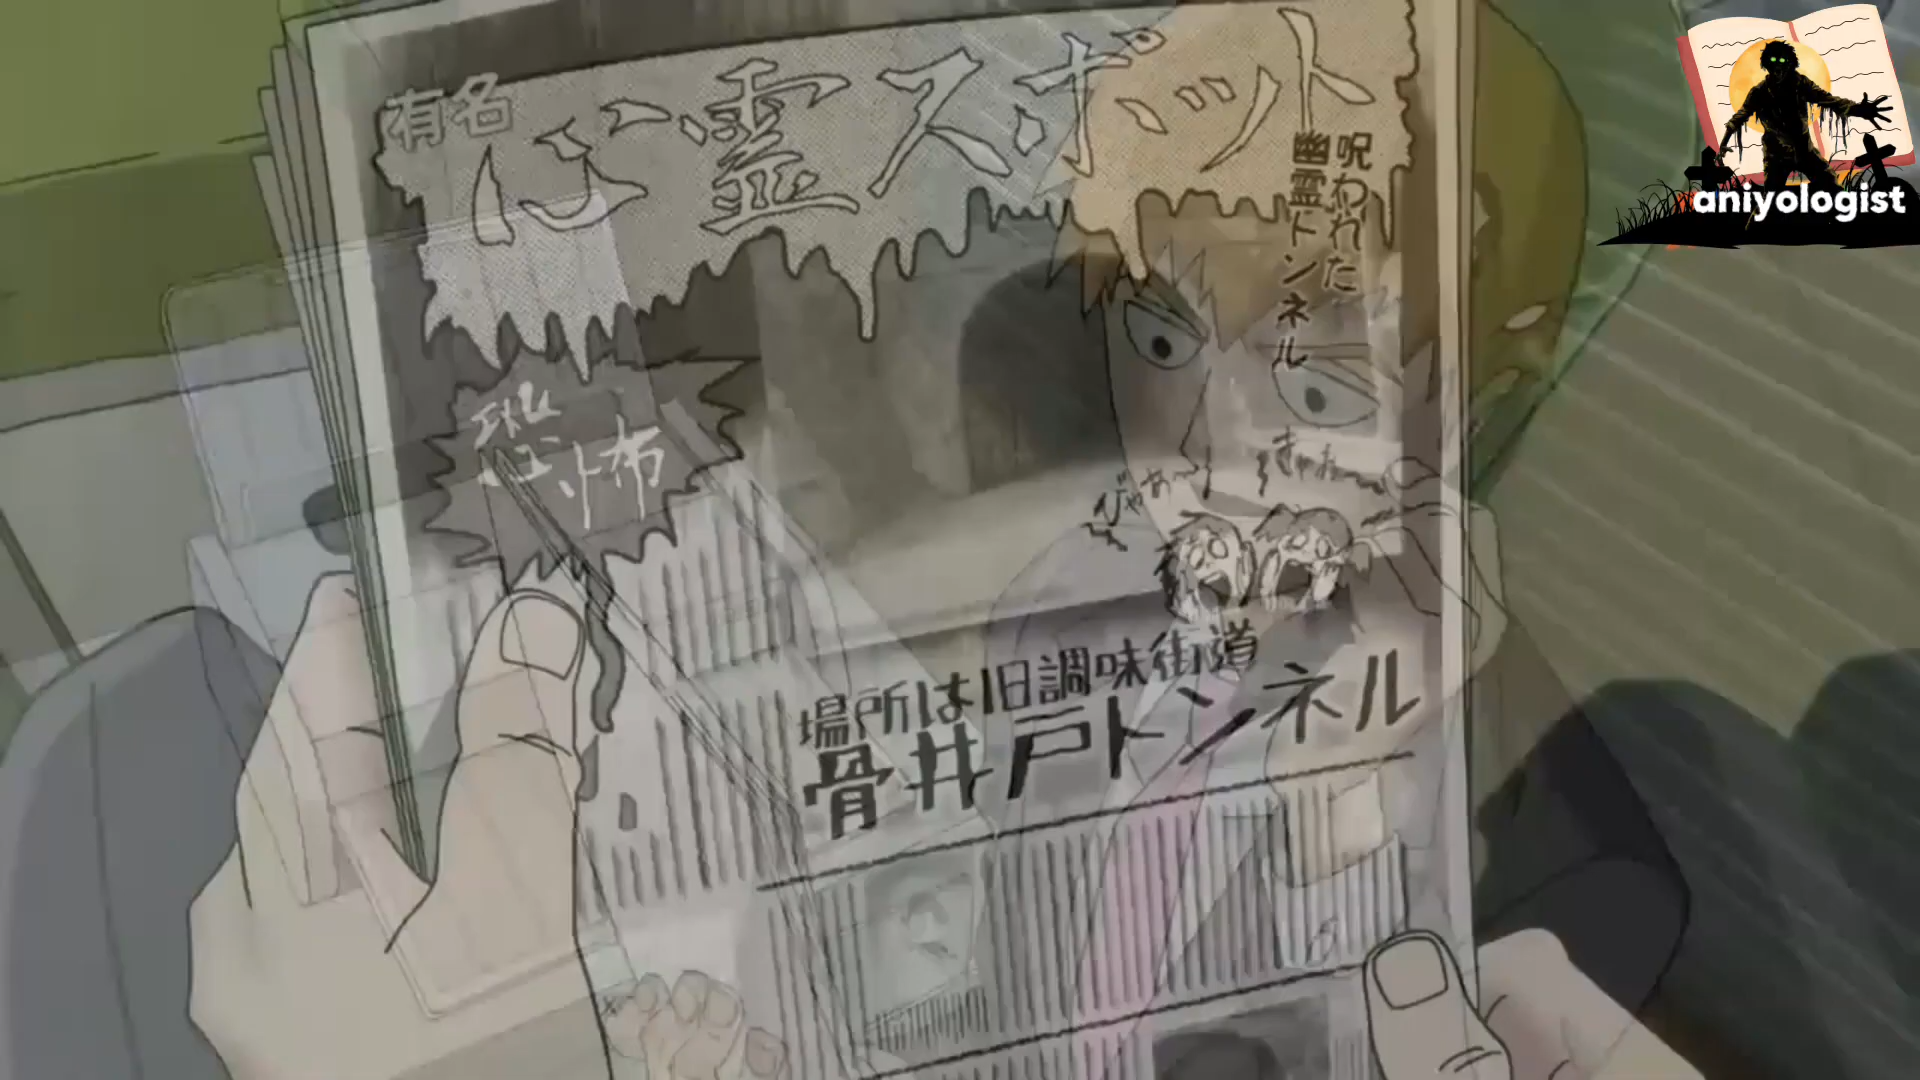 有名
心霊スポット
呪われた
幽霊トンネル
恐怖
ぎゃあ〜
きゃあ〜
場所は旧調味街道
骨井戸トンネル
aniyologist